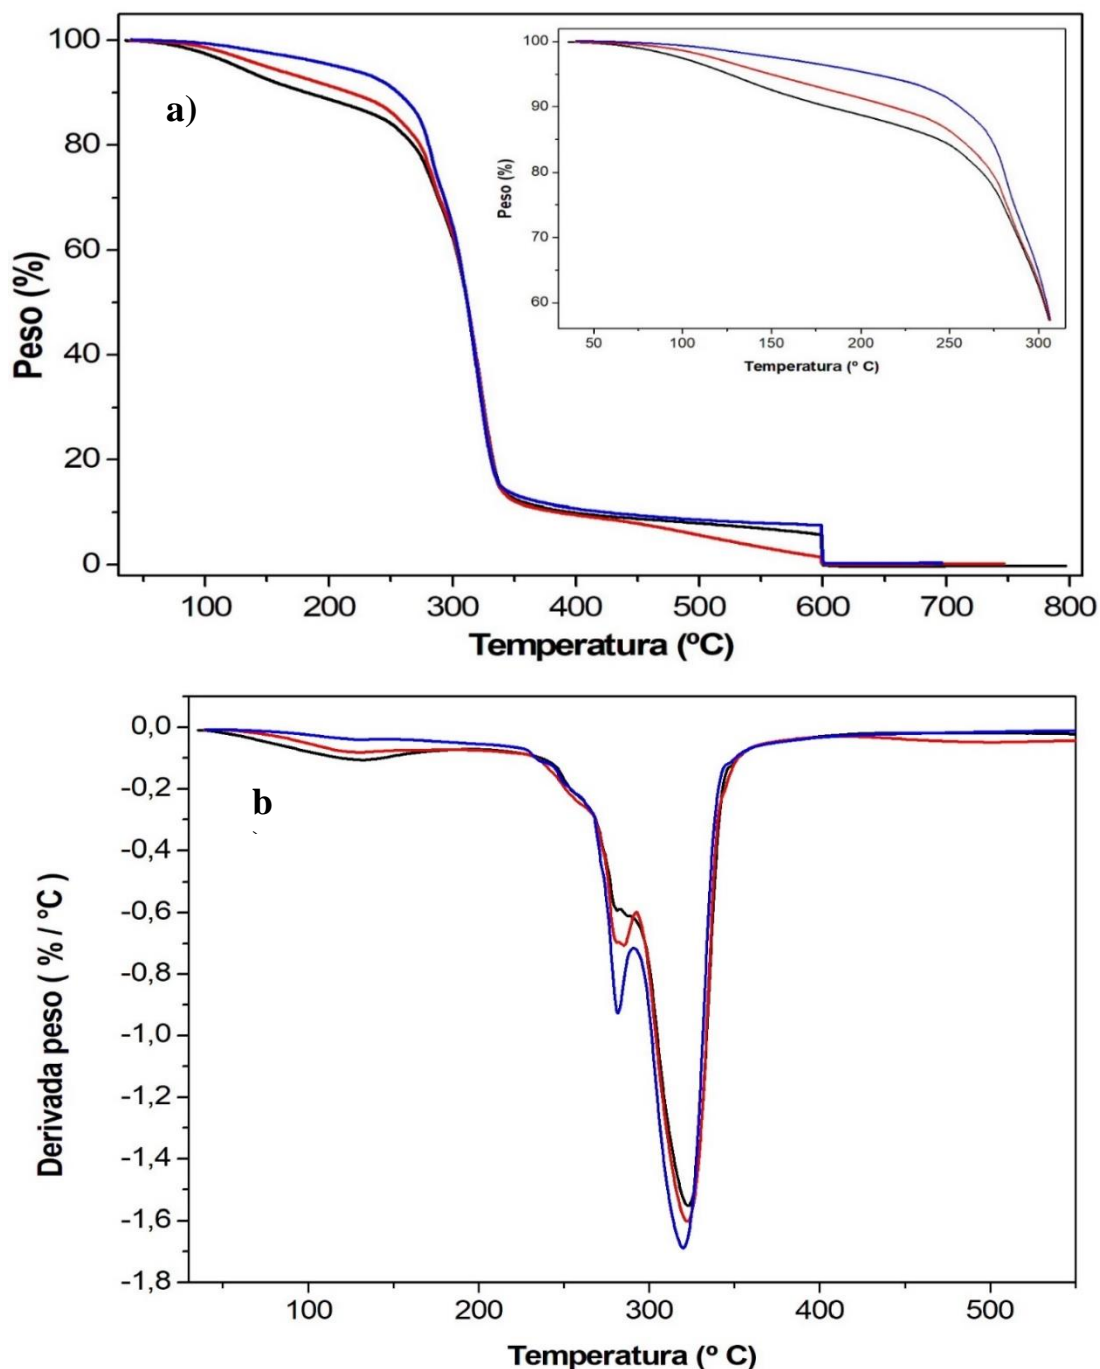 a)
Peso (%)
100
80
60
40
20
0
100 200 300 400 500 600 700 800
Temperatura (ºC)
Peso (%)
100
90
80
70
60
50 100 150 200 250 300
Temperatura (º C)
b
Derivada peso ( % / °C )
0,0
-0,2
-0,4
-0,6
-0,8
-1,0
-1,2
-1,4
-1,6
-1,8
100 200 300 400 500
Temperatura (º C)